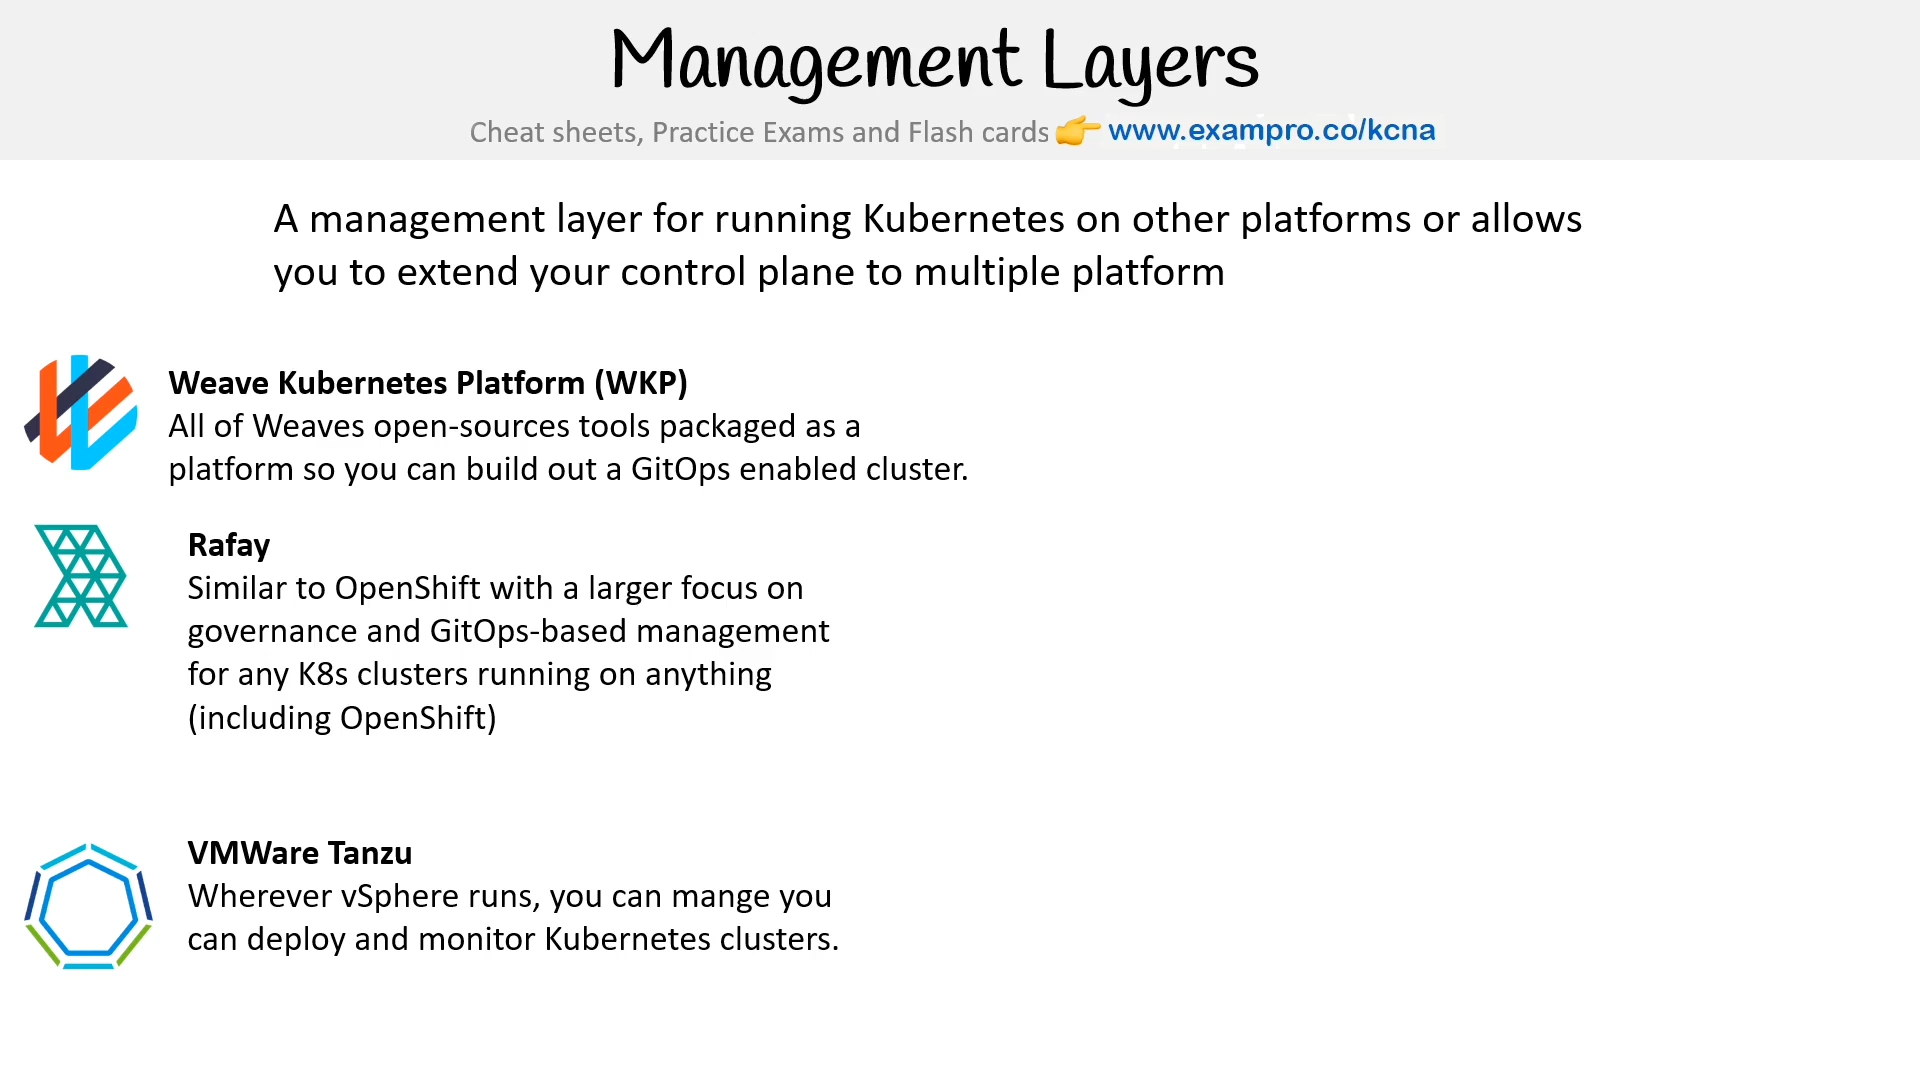 Management Layers
Cheat sheets, Practice Exams and Flash cards 👉 www.exampro.co/kcna
A management layer for running Kubernetes on other platforms or allows
you to extend your control plane to multiple platform
Weave Kubernetes Platform (WKP)
All of Weaves open-sources tools packaged as a
platform so you can build out a GitOps enabled cluster.
Rafay
Similar to OpenShift with a larger focus on
governance and GitOps-based management
for any K8s clusters running on anything
(including OpenShift)
VMWare Tanzu
Wherever vSphere runs, you can mange you
can deploy and monitor Kubernetes clusters.